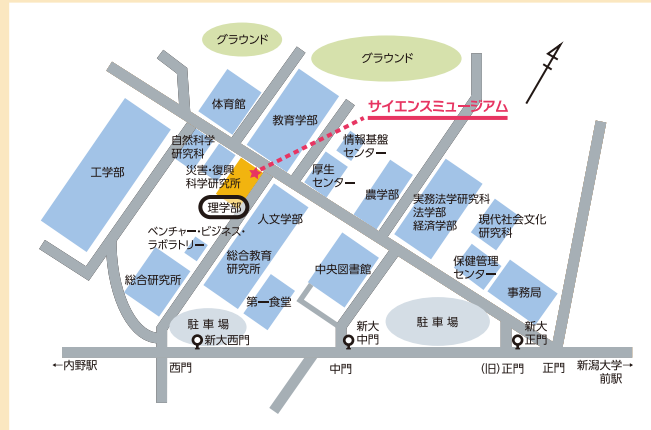 グラウンド
グラウンド
サイエンスミュージアム
体育館
教育学部
自然科学
研究科
情報基盤
センター
工学部
災害・復興
科学研究所
厚生
センター
農学部
実務法学研究科
法学部
経済学部
理学部
人文学部
現代社会文化
研究科
ベンチャー・ビジネス・
ラボラトリー
総合教育
研究所
中央図書館
保健管理
センター
総合研究所
第一食堂
事務局
駐車場
駐車場
新大西門
新大
中門
新大
正門
←内野駅
西門
中門
(旧)正門
正門
新潟大学→
前駅